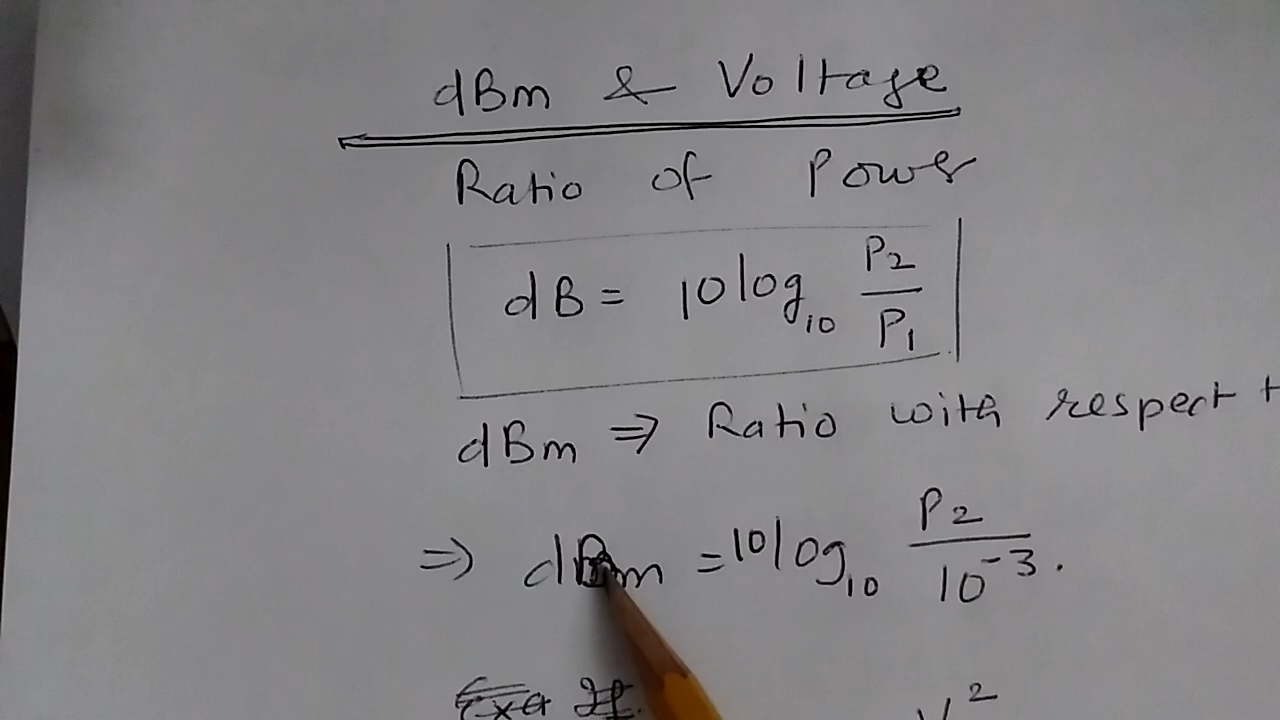 dBm & Voltage
Ratio of Power
dB = 10 log₁₀ P₂/P₁
dBm ⇒ Ratio with respect
⇒ dBm = 10 log₁₀ P₂/10⁻³.
V²